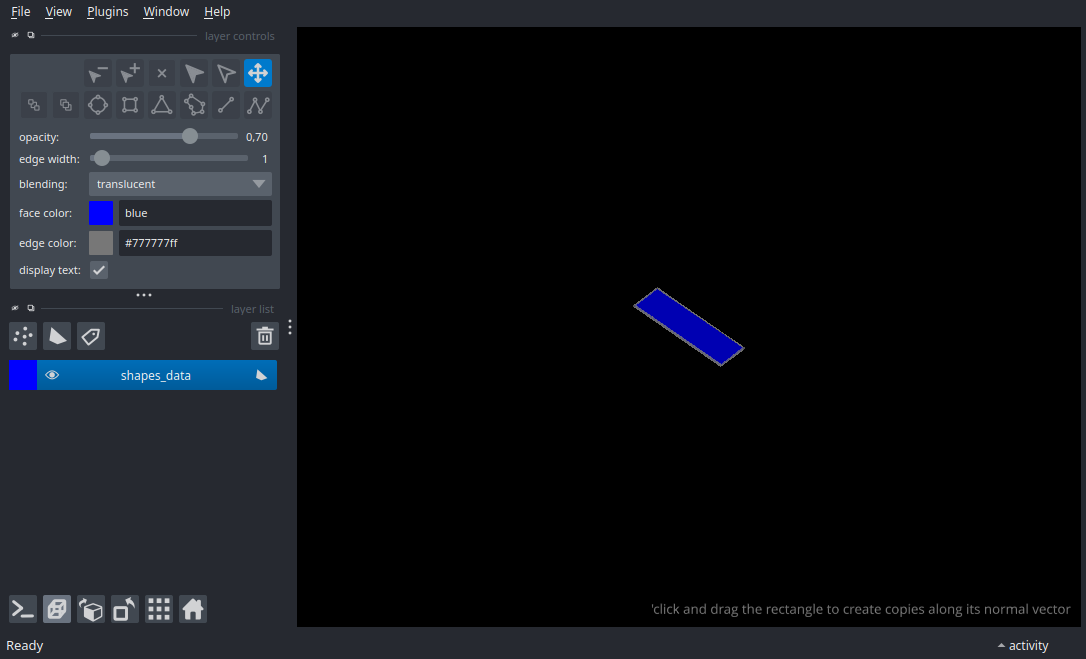 File View Plugins Window Help
layer controls
opacity: 0,70
edge width: 1
blending: translucent
face color: blue
edge color: #777777ff
display text:
layer list
shapes_data
'click and drag the rectangle to create copies along its normal vector
Ready
activity